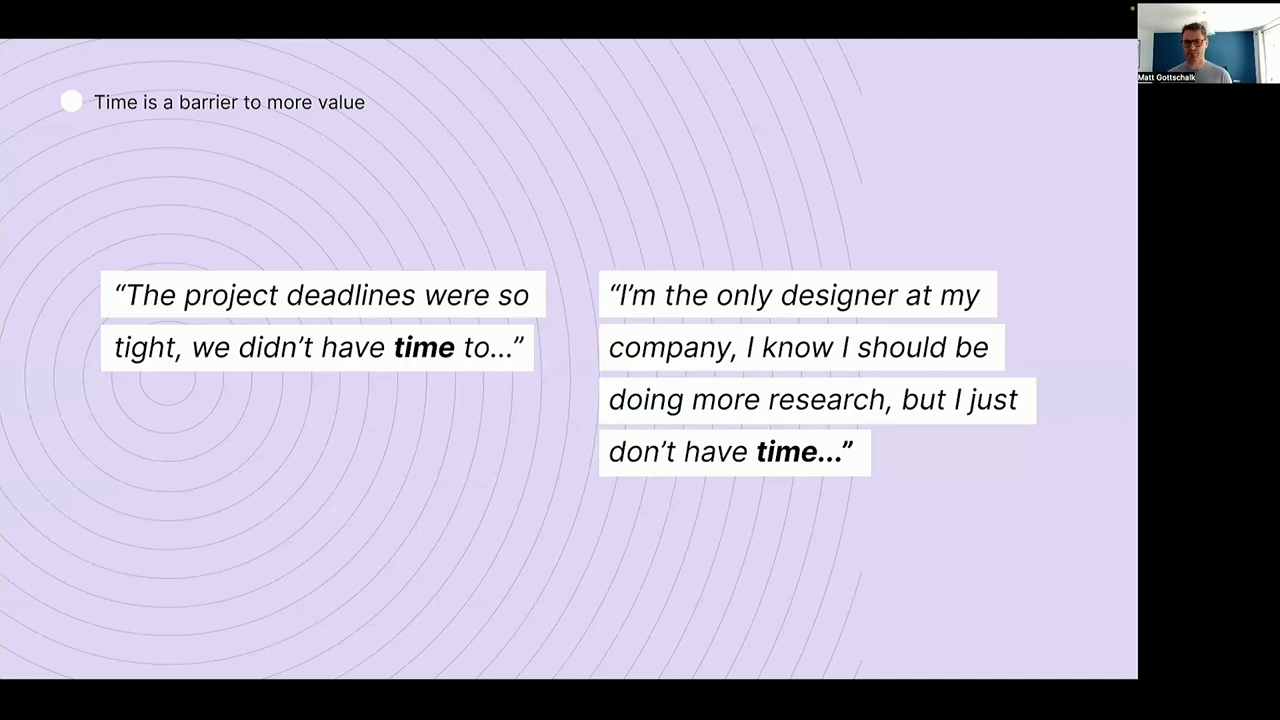 Time is a barrier to more value
“The project deadlines were so
tight, we didn’t have time to...”
“I’m the only designer at my
company, I know I should be
doing more research, but I just
don’t have time...”
Matt Gottschalk